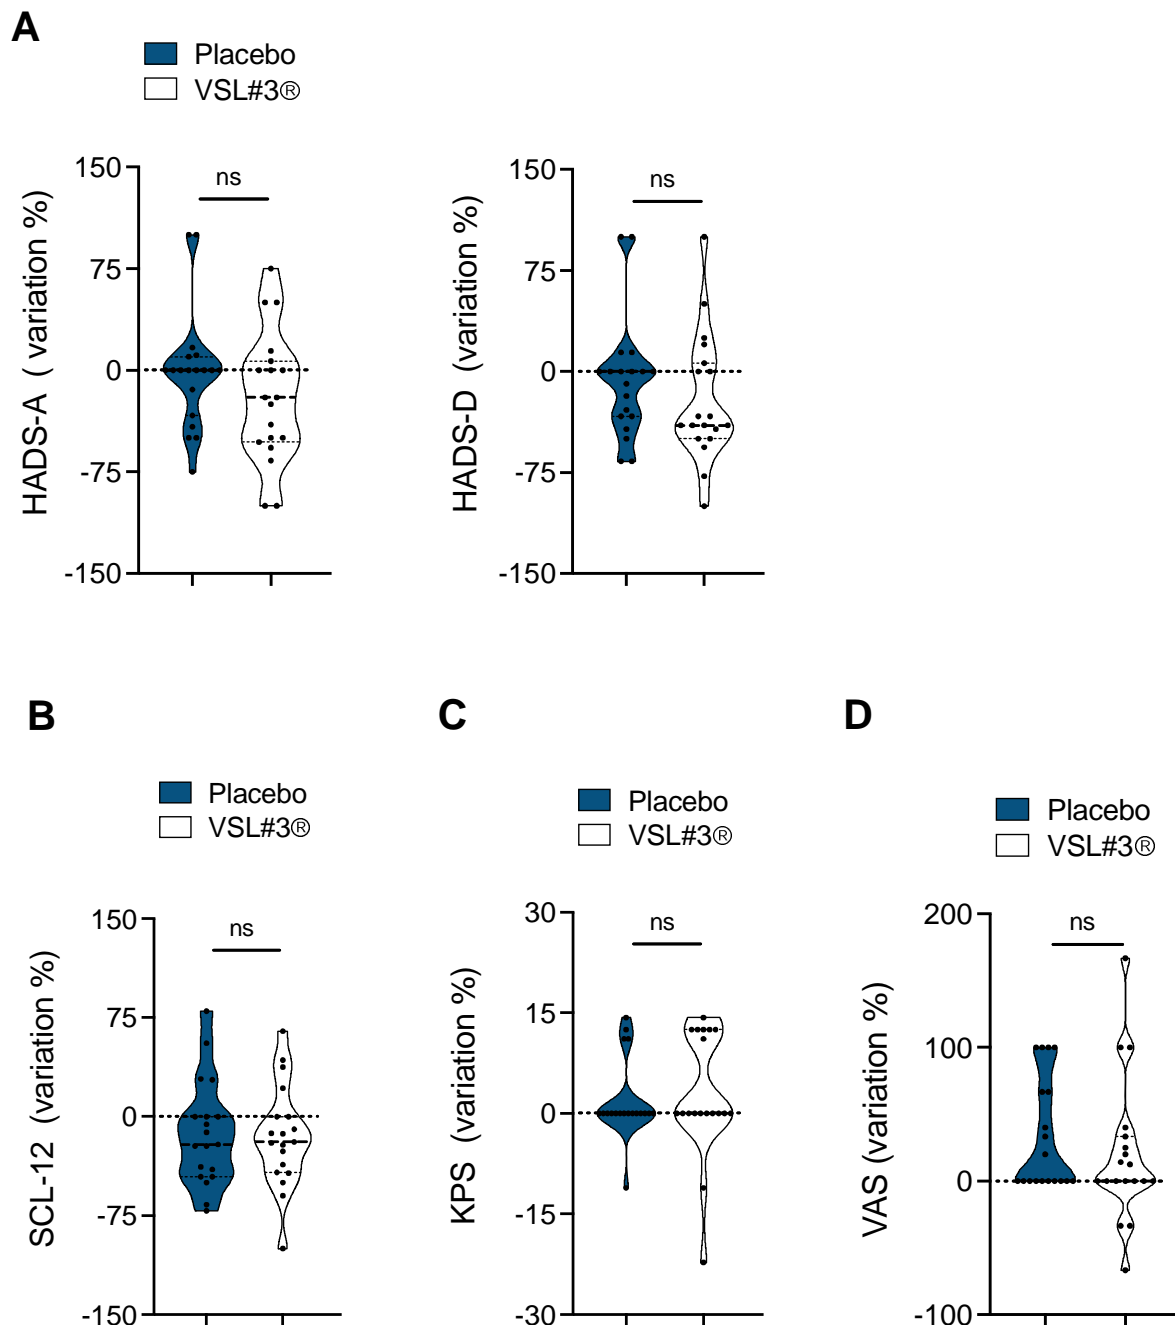 A
Placebo
VSL#3®
HADS-A ( variation %)
150
75
0
-75
-150
ns
HADS-D (variation %)
150
75
0
-75
-150
ns
B
Placebo
VSL#3®
SCL-12 (variation %)
150
75
0
-75
-150
ns
C
Placebo
VSL#3®
KPS (variation %)
30
15
0
-15
-30
ns
D
Placebo
VSL#3®
VAS (variation %)
200
100
0
-100
ns